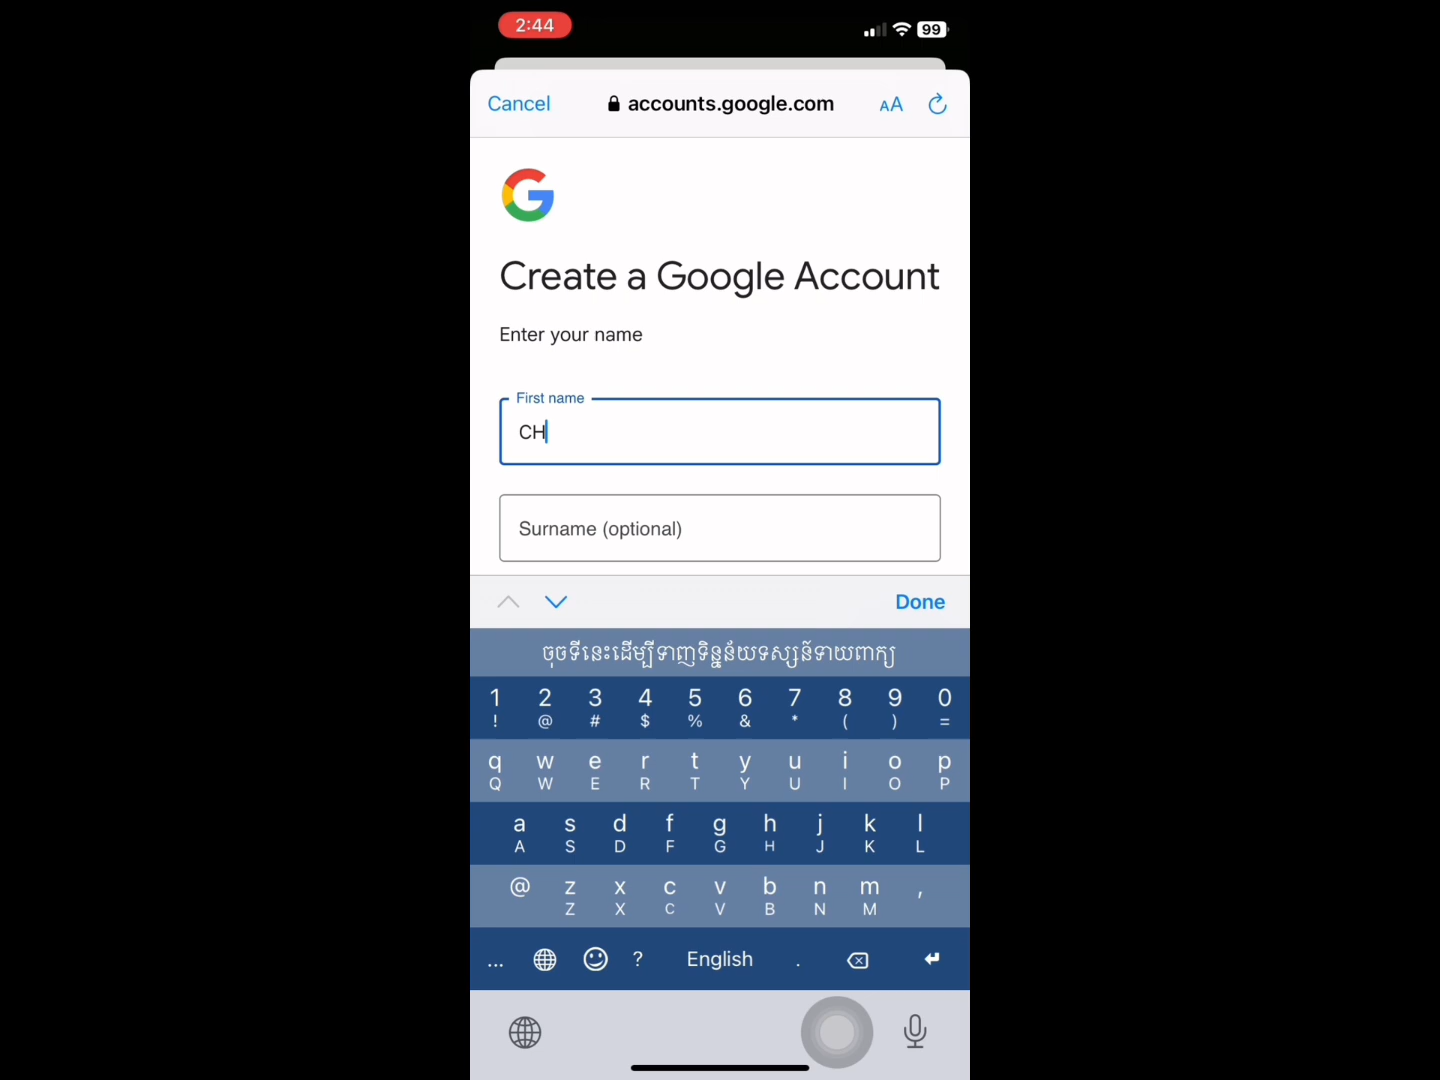 2:44
99
Cancel
accounts.google.com
AA
Create a Google Account
Enter your name
First name
CH
Surname (optional)
Done
ចុចទីនេះដើម្បីទាញទិន្នន័យទស្សន៍ទាយពាក្យ
1 2 3 4 5 6 7 8 9 0
! @ # $ % & * ( ) =
q w e r t y u i o p
Q W E R T Y U I O P
a s d f g h j k l
A S D F G H J K L
@ z x c v b n m ,
Z X C V B N M
... ? English .